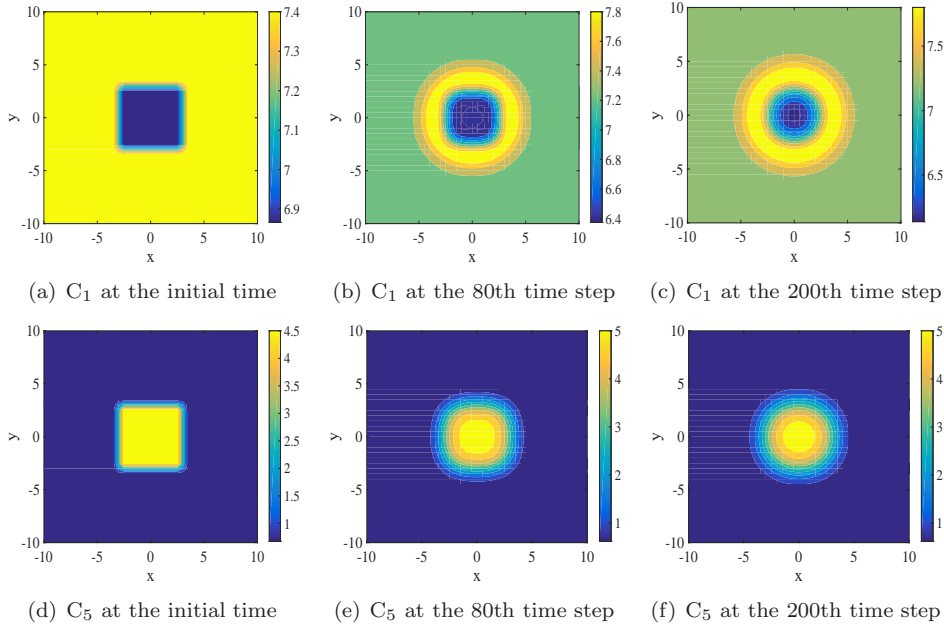 10 5 0 -5 -10
y
-10 -5 0 5 10
x
7.4 7.3 7.2 7.1 7 6.9
(a) C₁ at the initial time
10 5 0 -5 -10
y
-10 -5 0 5 10
x
7.8 7.6 7.4 7.2 7 6.8 6.6 6.4
(b) C₁ at the 80th time step
10 5 0 -5 -10
y
-10 -5 0 5 10
x
7.5 7 6.5
(c) C₁ at the 200th time step
10 5 0 -5 -10
y
-10 -5 0 5 10
x
4.5 4 3.5 3 2.5 2 1.5 1
(d) C₅ at the initial time
10 5 0 -5 -10
y
-10 -5 0 5 10
x
5 4 3 2 1
(e) C₅ at the 80th time step
10 5 0 -5 -10
y
-10 -5 0 5 10
x
5 4 3 2 1
(f) C₅ at the 200th time step